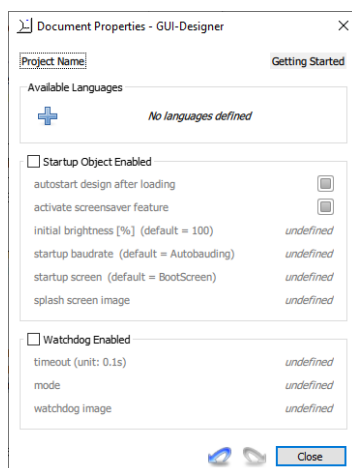 Document Properties - GUI-Designer
Project Name
Getting Started
Available Languages
No languages defined
Startup Object Enabled
autostart design after loading
activate screensaver feature
initial brightness [%] (default = 100) undefined
startup baudrate (default = Autobauding) undefined
startup screen (default = BootScreen) undefined
splash screen image undefined
Watchdog Enabled
timeout (unit: 0.1s) undefined
mode undefined
watchdog image undefined
Close